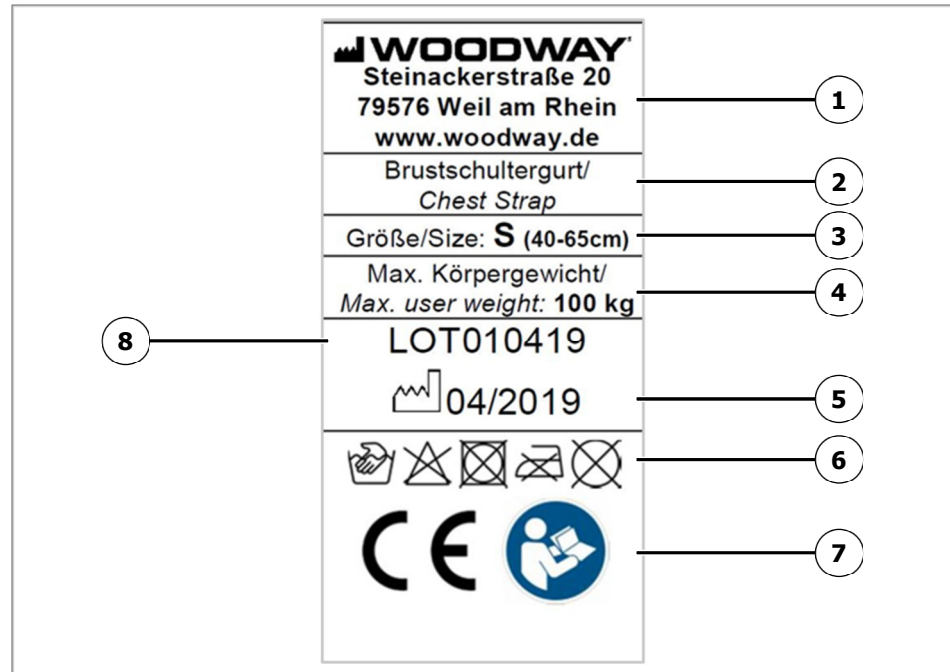 WOODWAY
Steinackerstraße 20
79576 Weil am Rhein
www.woodway.de
1
Brustschultergurt/
Chest Strap
2
Größe/Size: S (40-65cm)
3
Max. Körpergewicht/
Max. user weight: 100 kg
4
8
LOT010419
04/2019
5
6
CE
7